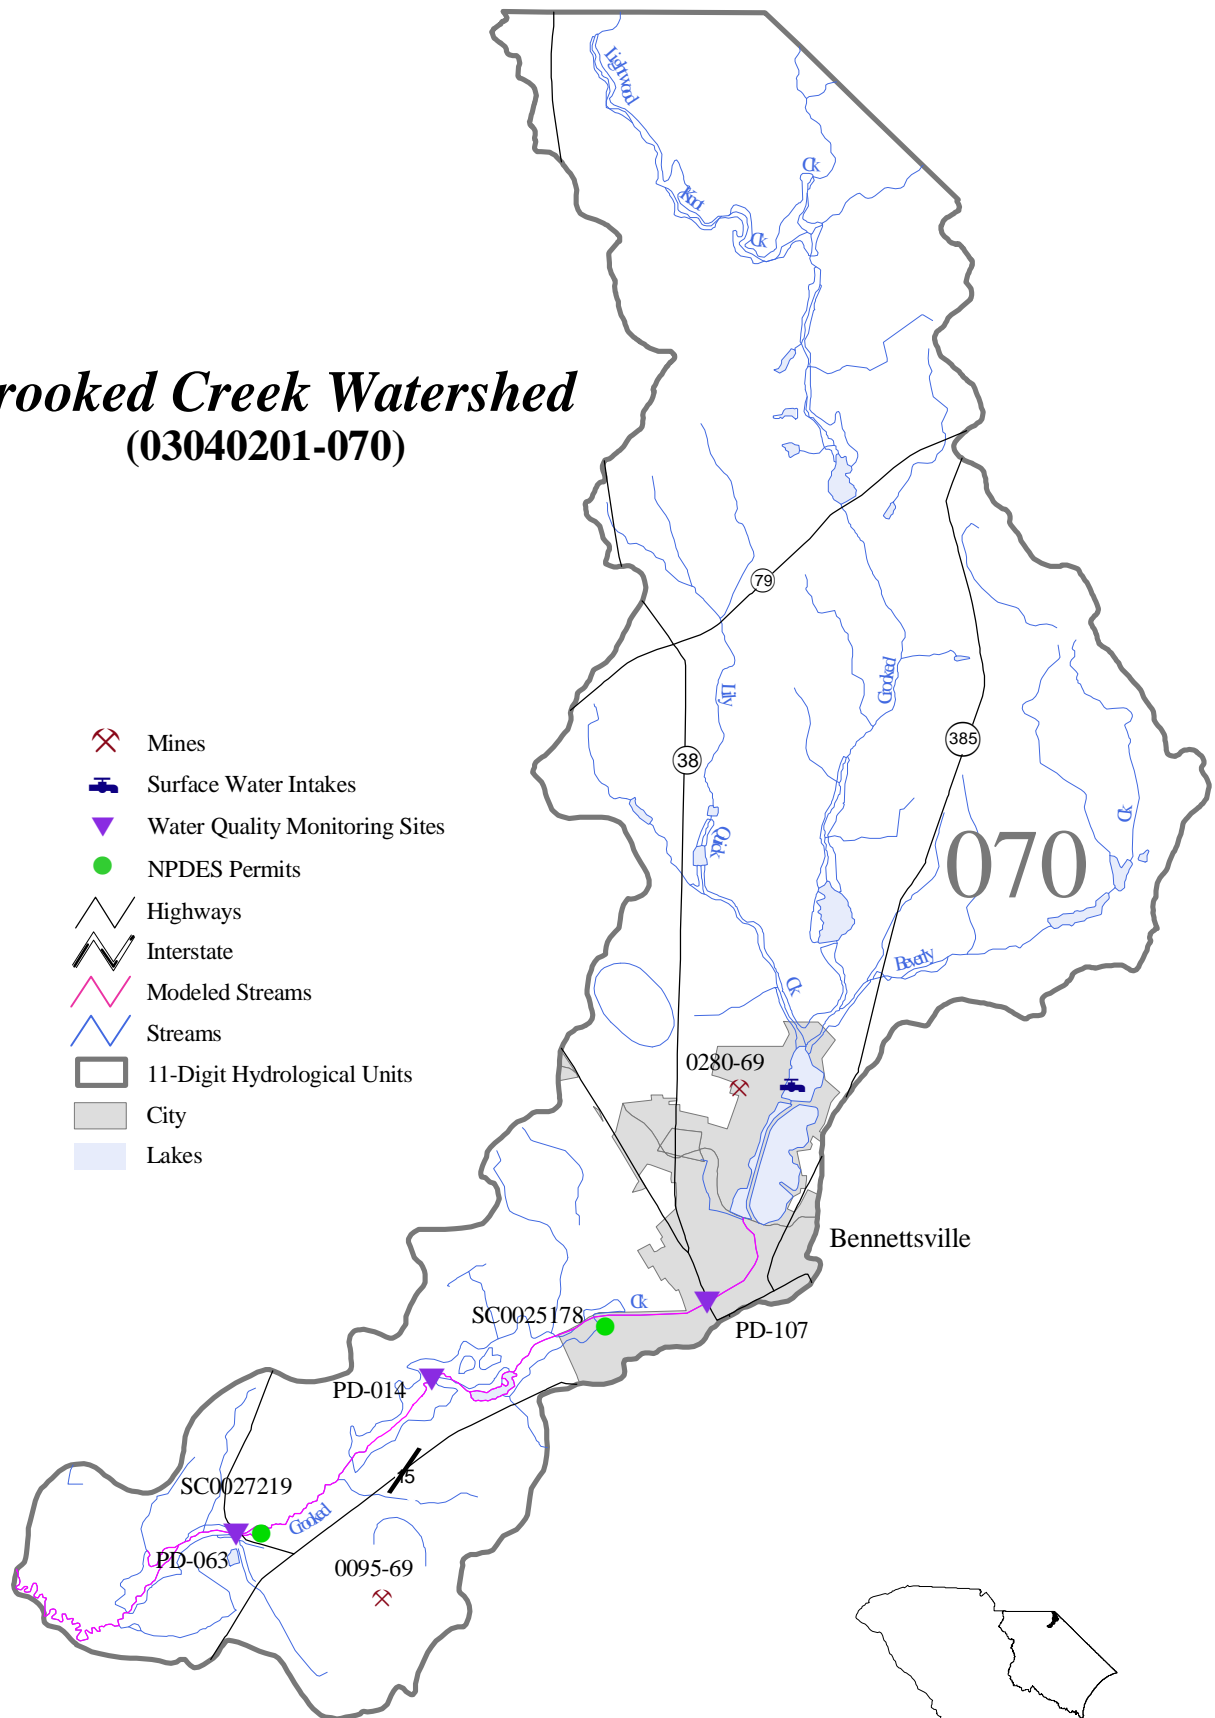 rooked Creek Watershed
(03040201-070)
Mines
Surface Water Intakes
Water Quality Monitoring Sites
NPDES Permits
Highways
Interstate
Modeled Streams
Streams
11-Digit Hydrological Units
City
Lakes
Lightwood
Knot
Ck
Ck
79
Lily
Crooked
38
385
Quick
070
Ck
Beverly
Ck
0280-69
Bennettsville
Ck
SC0025178
PD-107
PD-014
15
SC0027219
Crooked
PD-063
0095-69